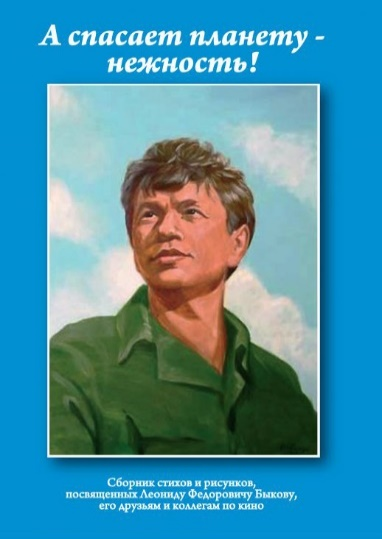 А спасает планету -
нежность!
Сборник стихов и рисунков,
посвященных Леониду Федоровичу Быкову,
его друзьям и коллегам по кино